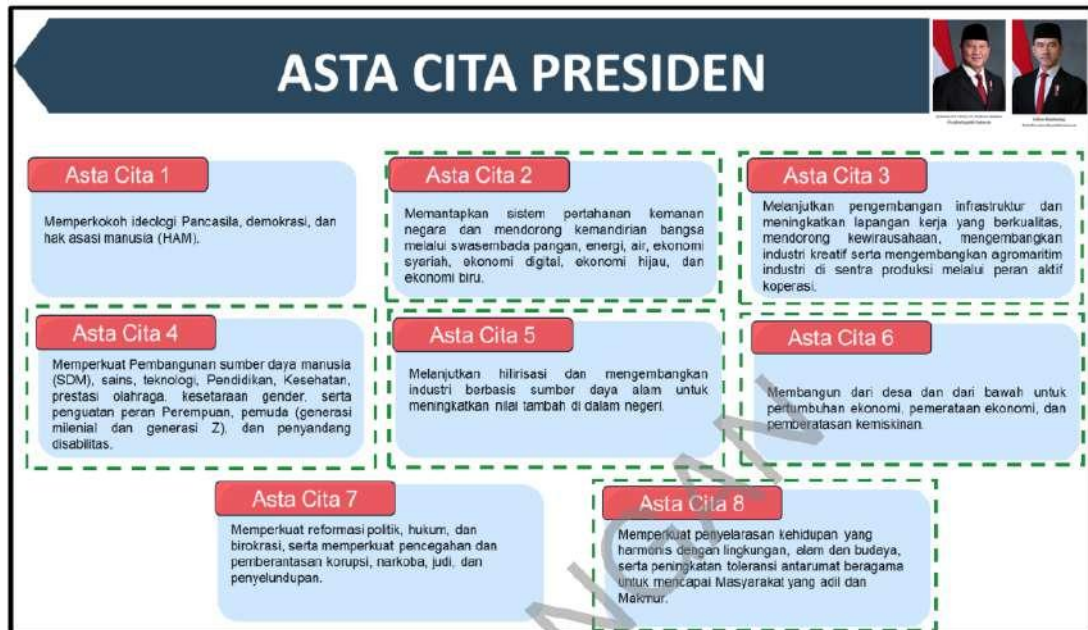 ASTA CITA PRESIDEN
Asta Cita 1
Memperkokoh ideologi Pancasila, demokrasi, dan
hak asasi manusia (HAM).
Asta Cita 2
Memantapkan sistem pertahanan kemanan
negara dan mendorong kemandirian bangsa
melalui swasembada pangan, energi, air, ekonomi
syariah, ekonomi digital, ekonomi hijau, dan
ekonomi biru.
Asta Cita 3
Melanjutkan pengembangan infrastruktur dan
meningkatkan lapangan kerja yang berkualitas,
mendorong kewirausahaan, mengembangkan
industri kreatif serta mengembangkan agromaritim
industri di sentra produksi melalui peran aktif
koperasi.
Asta Cita 4
Memperkuat Pembangunan sumber daya manusia
(SDM), sains, teknologi, Pendidikan, Kesehatan,
prestasi olahraga, kesetaraan gender, serta
penguatan peran Perempuan, pemuda (generasi
milenial dan generasi Z), dan penyandang
disabilitas.
Asta Cita 5
Melanjutkan hilirisasi dan mengembangkan
industri berbasis sumber daya alam untuk
meningkatkan nilai tambah di dalam negeri.
Asta Cita 6
Membangun dari desa dan dari bawah untuk
pertumbuhan ekonomi, pemerataan ekonomi, dan
pemberatasan kemiskinan.
Asta Cita 7
Memperkuat reformasi politik, hukum, dan
birokrasi, serta memperkuat pencegahan dan
pemberantasan korupsi, narkoba, judi, dan
penyelundupan.
Asta Cita 8
Memperkuat penyelarasan kehidupan yang
harmonis dengan lingkungan, alam dan budaya,
serta peningkatan toleransi antarumat beragama
untuk mencapai Masyarakat yang adil dan
Makmur.
NGAN